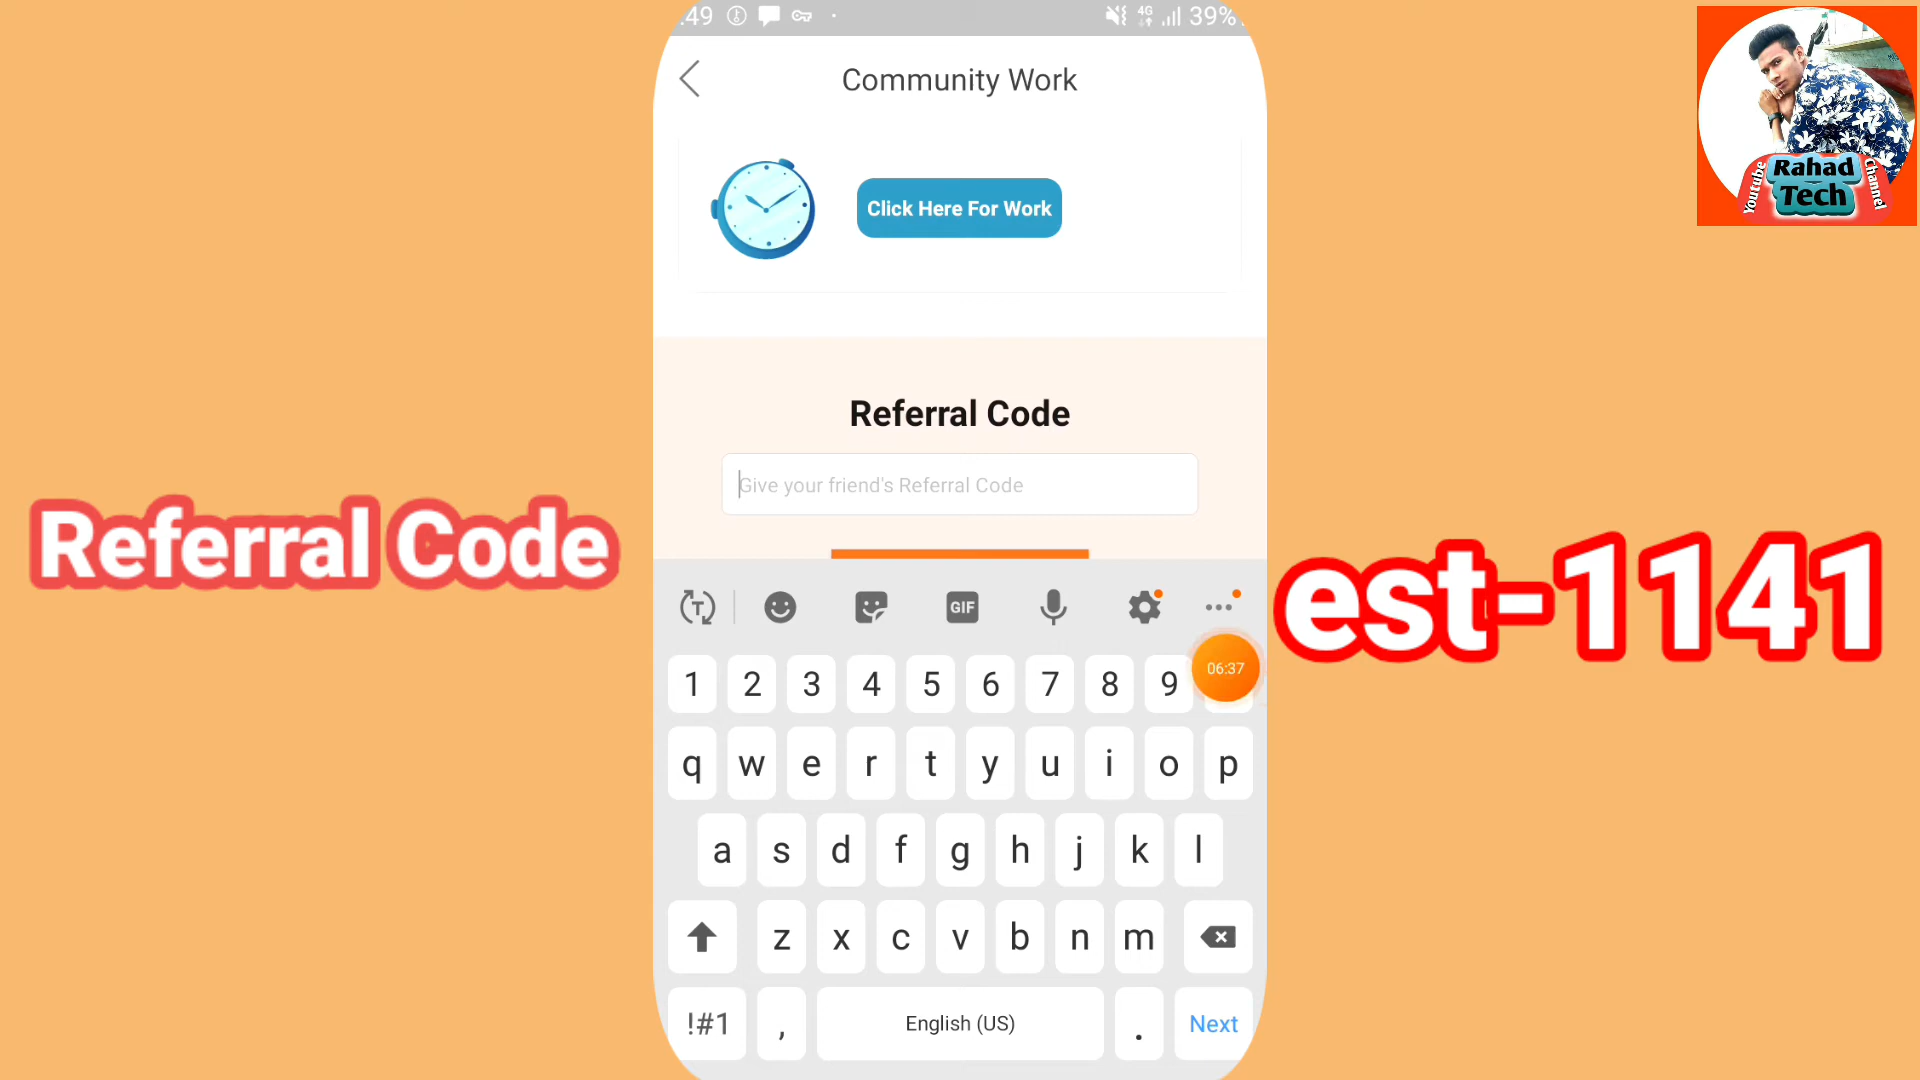 :49
4G
39%
Community Work
Click Here For Work
Referral Code
Give your friend's Referral Code
Referral Code
est-1141
Rahad
Tech
Youtube
Channel
T
GIF
06:37
1 2 3 4 5 6 7 8 9
q w e r t y u i o p
a s d f g h j k l
z x c v b n m
!#1 , English (US) . Next